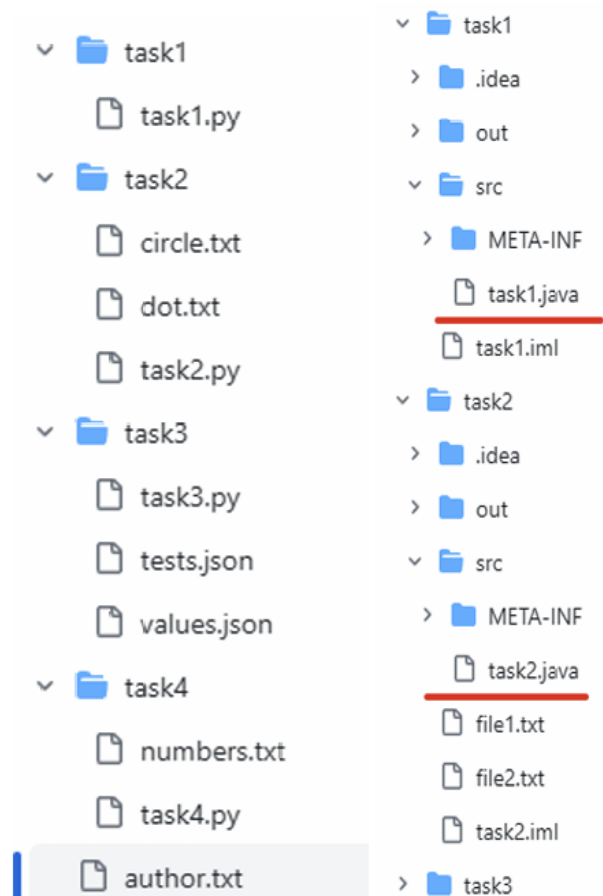 task1
task1.py
task2
circle.txt
dot.txt
task2.py
task3
task3.py
tests.json
values.json
task4
numbers.txt
task4.py
author.txt
task1
.idea
out
src
META-INF
task1.java
task1.iml
task2
.idea
out
src
META-INF
task2.java
file1.txt
file2.txt
task2.iml
task3